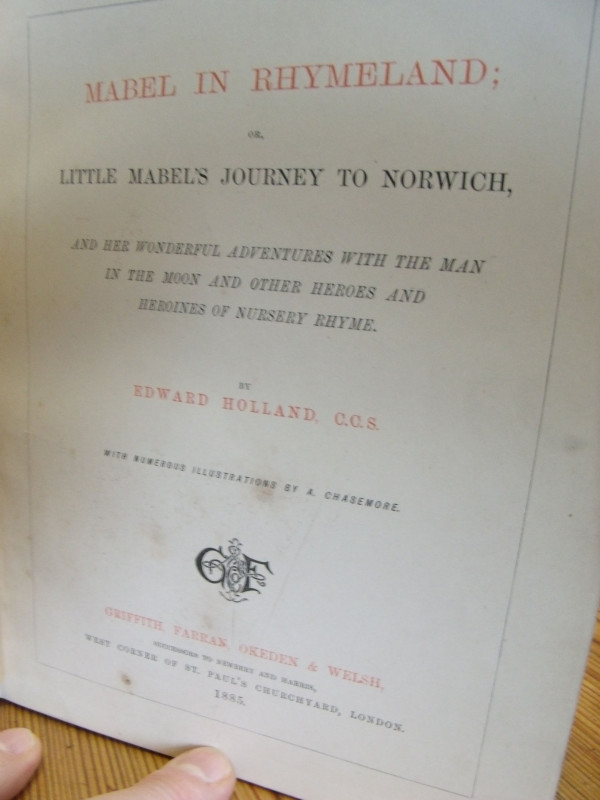 MABEL IN RHYMELAND;
OR,
LITTLE MABEL'S JOURNEY TO NORWICH,
AND HER WONDERFUL ADVENTURES WITH THE MAN
IN THE MOON AND OTHER HEROES AND
HEROINES OF NURSERY RHYME.
BY
EDWARD HOLLAND, C.C.S.
WITH NUMEROUS ILLUSTRATIONS BY A. CHASEMORE.
GRIFFITH, FARRAN, OKEDEN & WELSH,
SUCCESSORS TO NEWBERY AND HARRIS,
WEST CORNER OF ST. PAUL'S CHURCHYARD, LONDON.
1885.